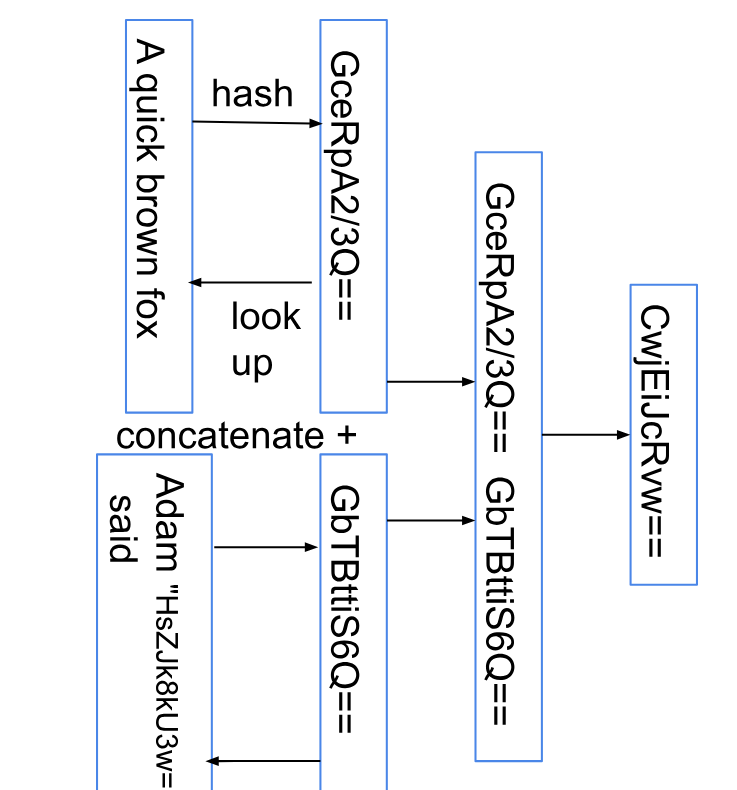 A quick brown fox
hash
look
up
GceRpA2/3Q==
concatenate +
Adam "HsZJk8kU3w=
said
GbTBttiS6Q==
GceRpA2/3Q== GbTBttiS6Q==
CwjEiJcRvw==